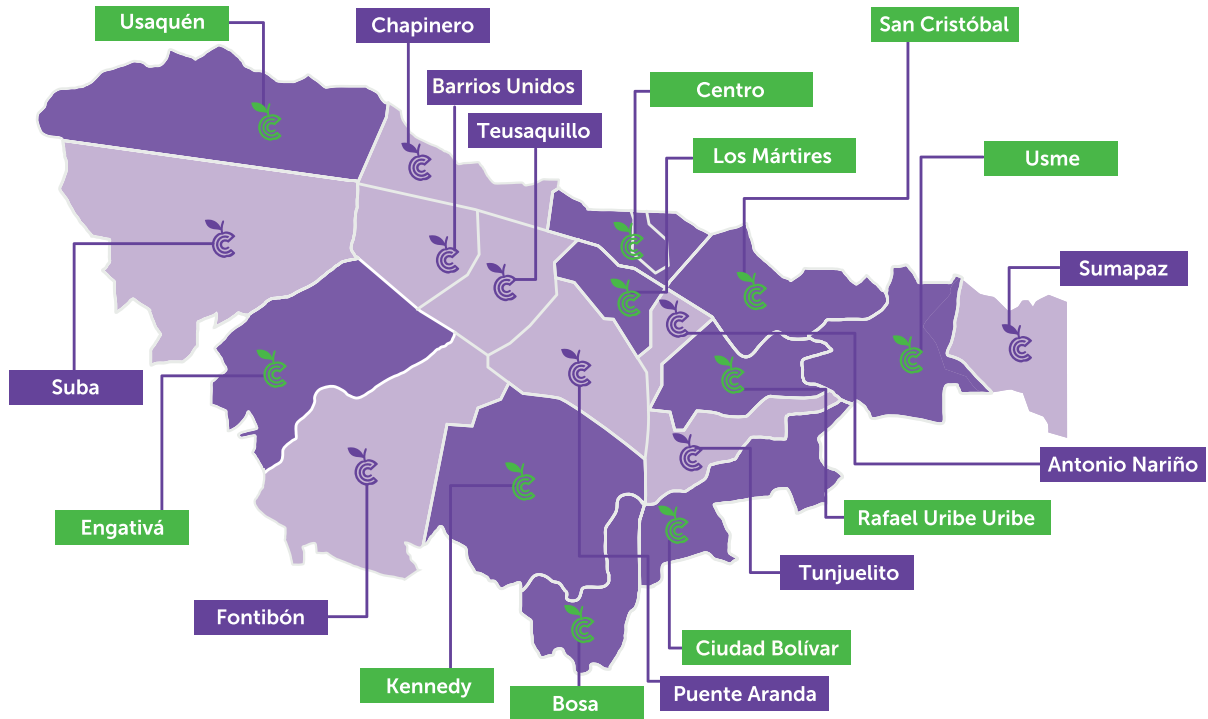 Usaquén
Chapinero
San Cristóbal
Barrios Unidos
Centro
Teusaquillo
Los Mártires
Usme
Sumapaz
Suba
Antonio Nariño
Engativá
Rafael Uribe Uribe
Tunjuelito
Fontibón
Ciudad Bolívar
Kennedy
Puente Aranda
Bosa